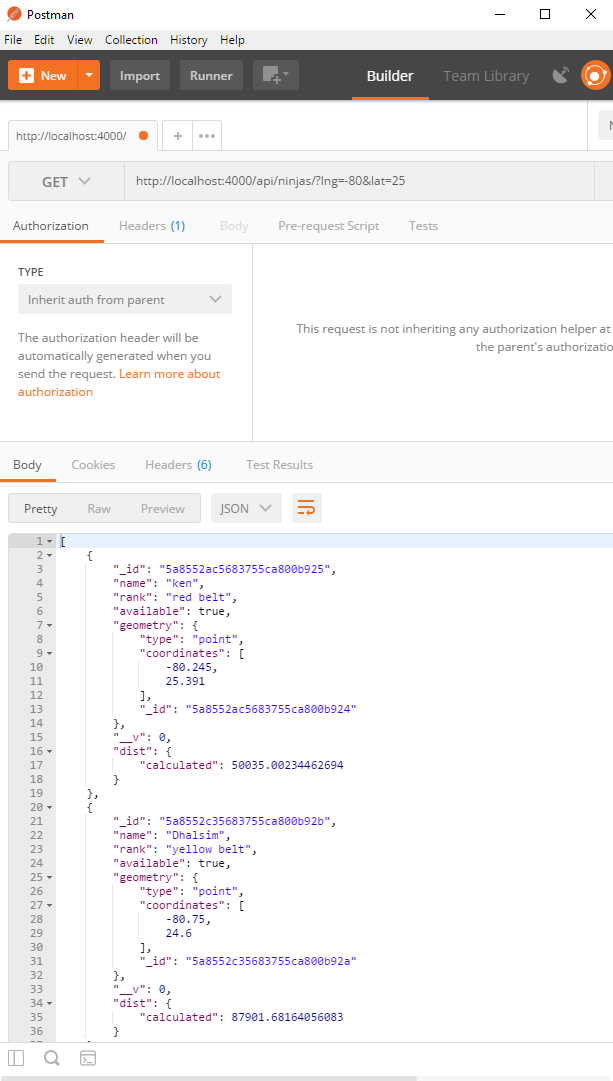 Postman
File Edit View Collection History Help
New Import Runner Builder Team Library
http://localhost:4000/
GET http://localhost:4000/api/ninjas/?lng=-80&lat=25
Authorization Headers (1) Body Pre-request Script Tests
TYPE
Inherit auth from parent
The authorization header will be
automatically generated when you
send the request. Learn more about
authorization
This request is not inheriting any authorization helper at
the parent's authorizatio
Body Cookies Headers (6) Test Results
Pretty Raw Preview JSON
1 [
2 {
3 "_id": "5a8552ac5683755ca800b925",
4 "name": "ken",
5 "rank": "red belt",
6 "available": true,
7 "geometry": {
8 "type": "point",
9 "coordinates": [
10 -80.245,
11 25.391
12 ],
13 "_id": "5a8552ac5683755ca800b924"
14 },
15 "__v": 0,
16 "dist": {
17 "calculated": 50035.00234462694
18 }
19 },
20 {
21 "_id": "5a8552c35683755ca800b92b",
22 "name": "Dhalsim",
23 "rank": "yellow belt",
24 "available": true,
25 "geometry": {
26 "type": "point",
27 "coordinates": [
28 -80.75,
29 24.6
30 ],
31 "_id": "5a8552c35683755ca800b92a"
32 },
33 "__v": 0,
34 "dist": {
35 "calculated": 87901.68164056083
36 }